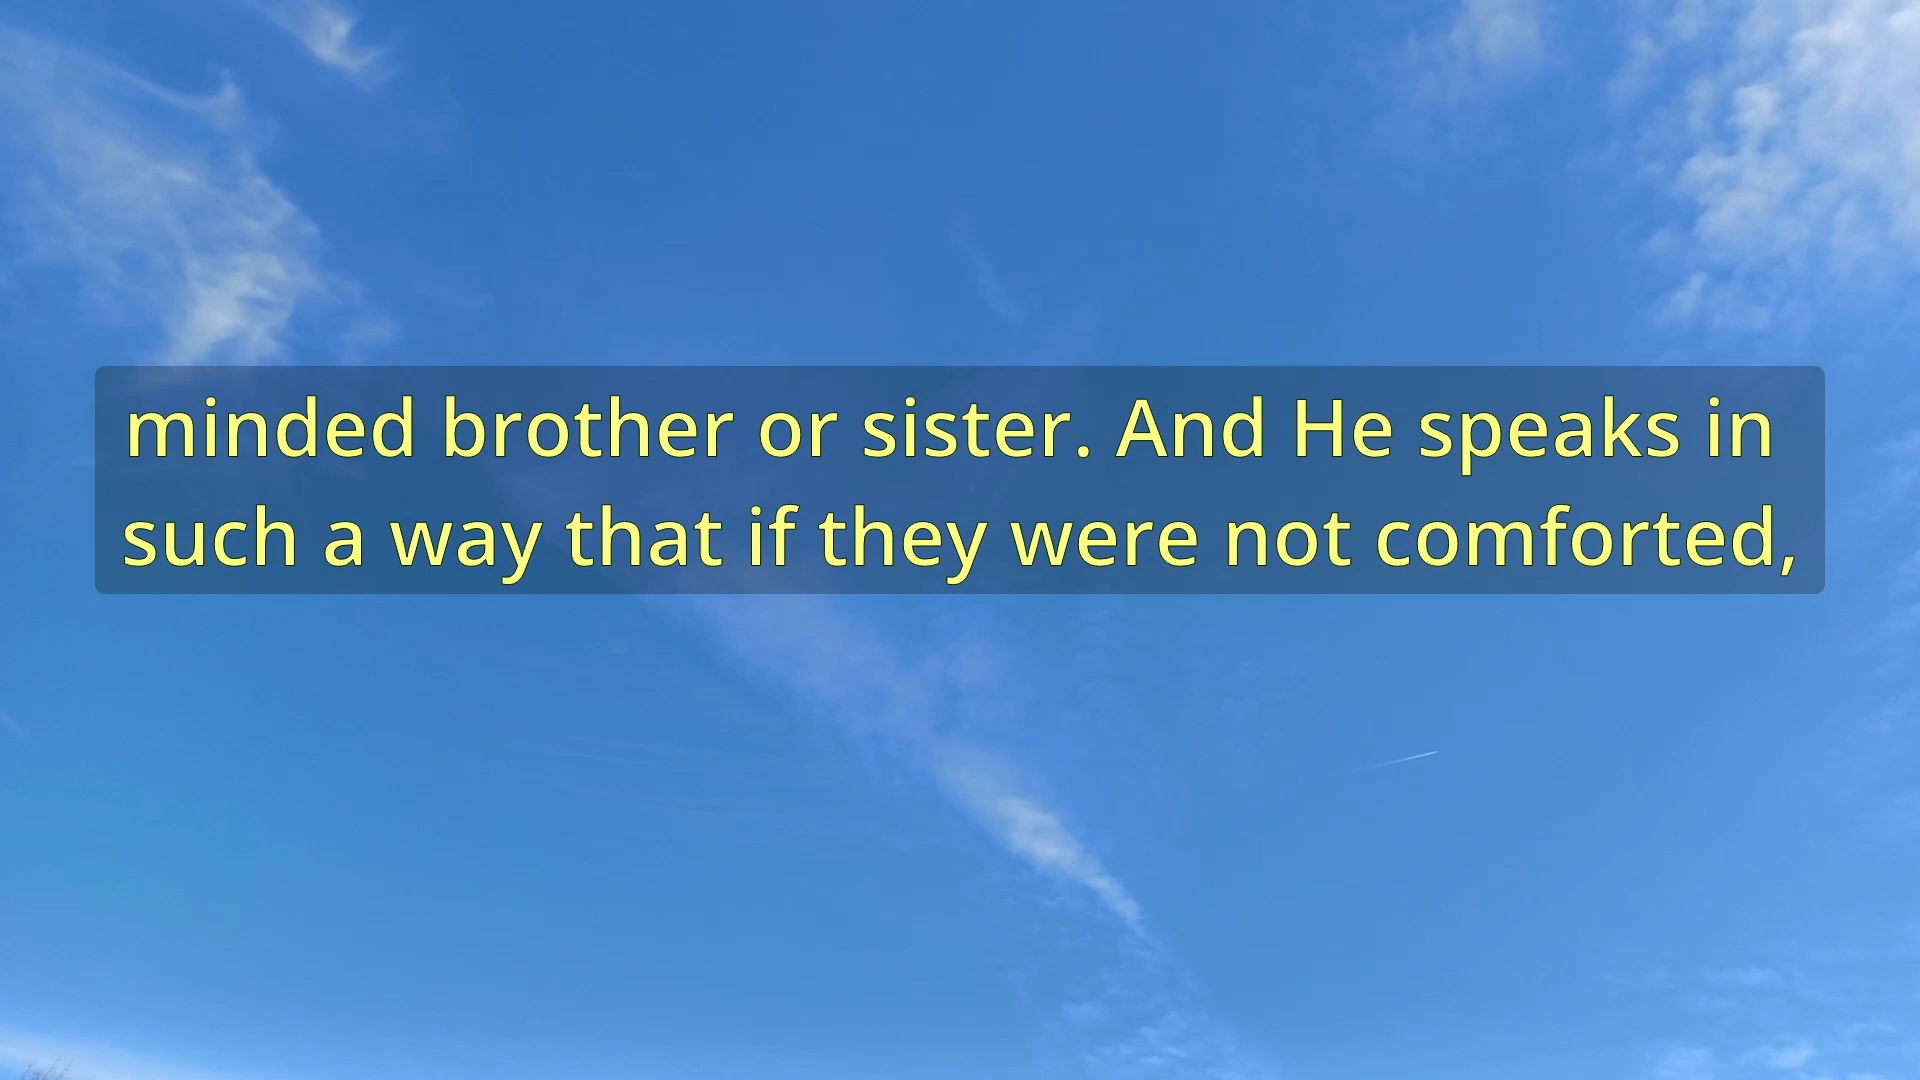 minded brother or sister. And He speaks in
such a way that if they were not comforted,